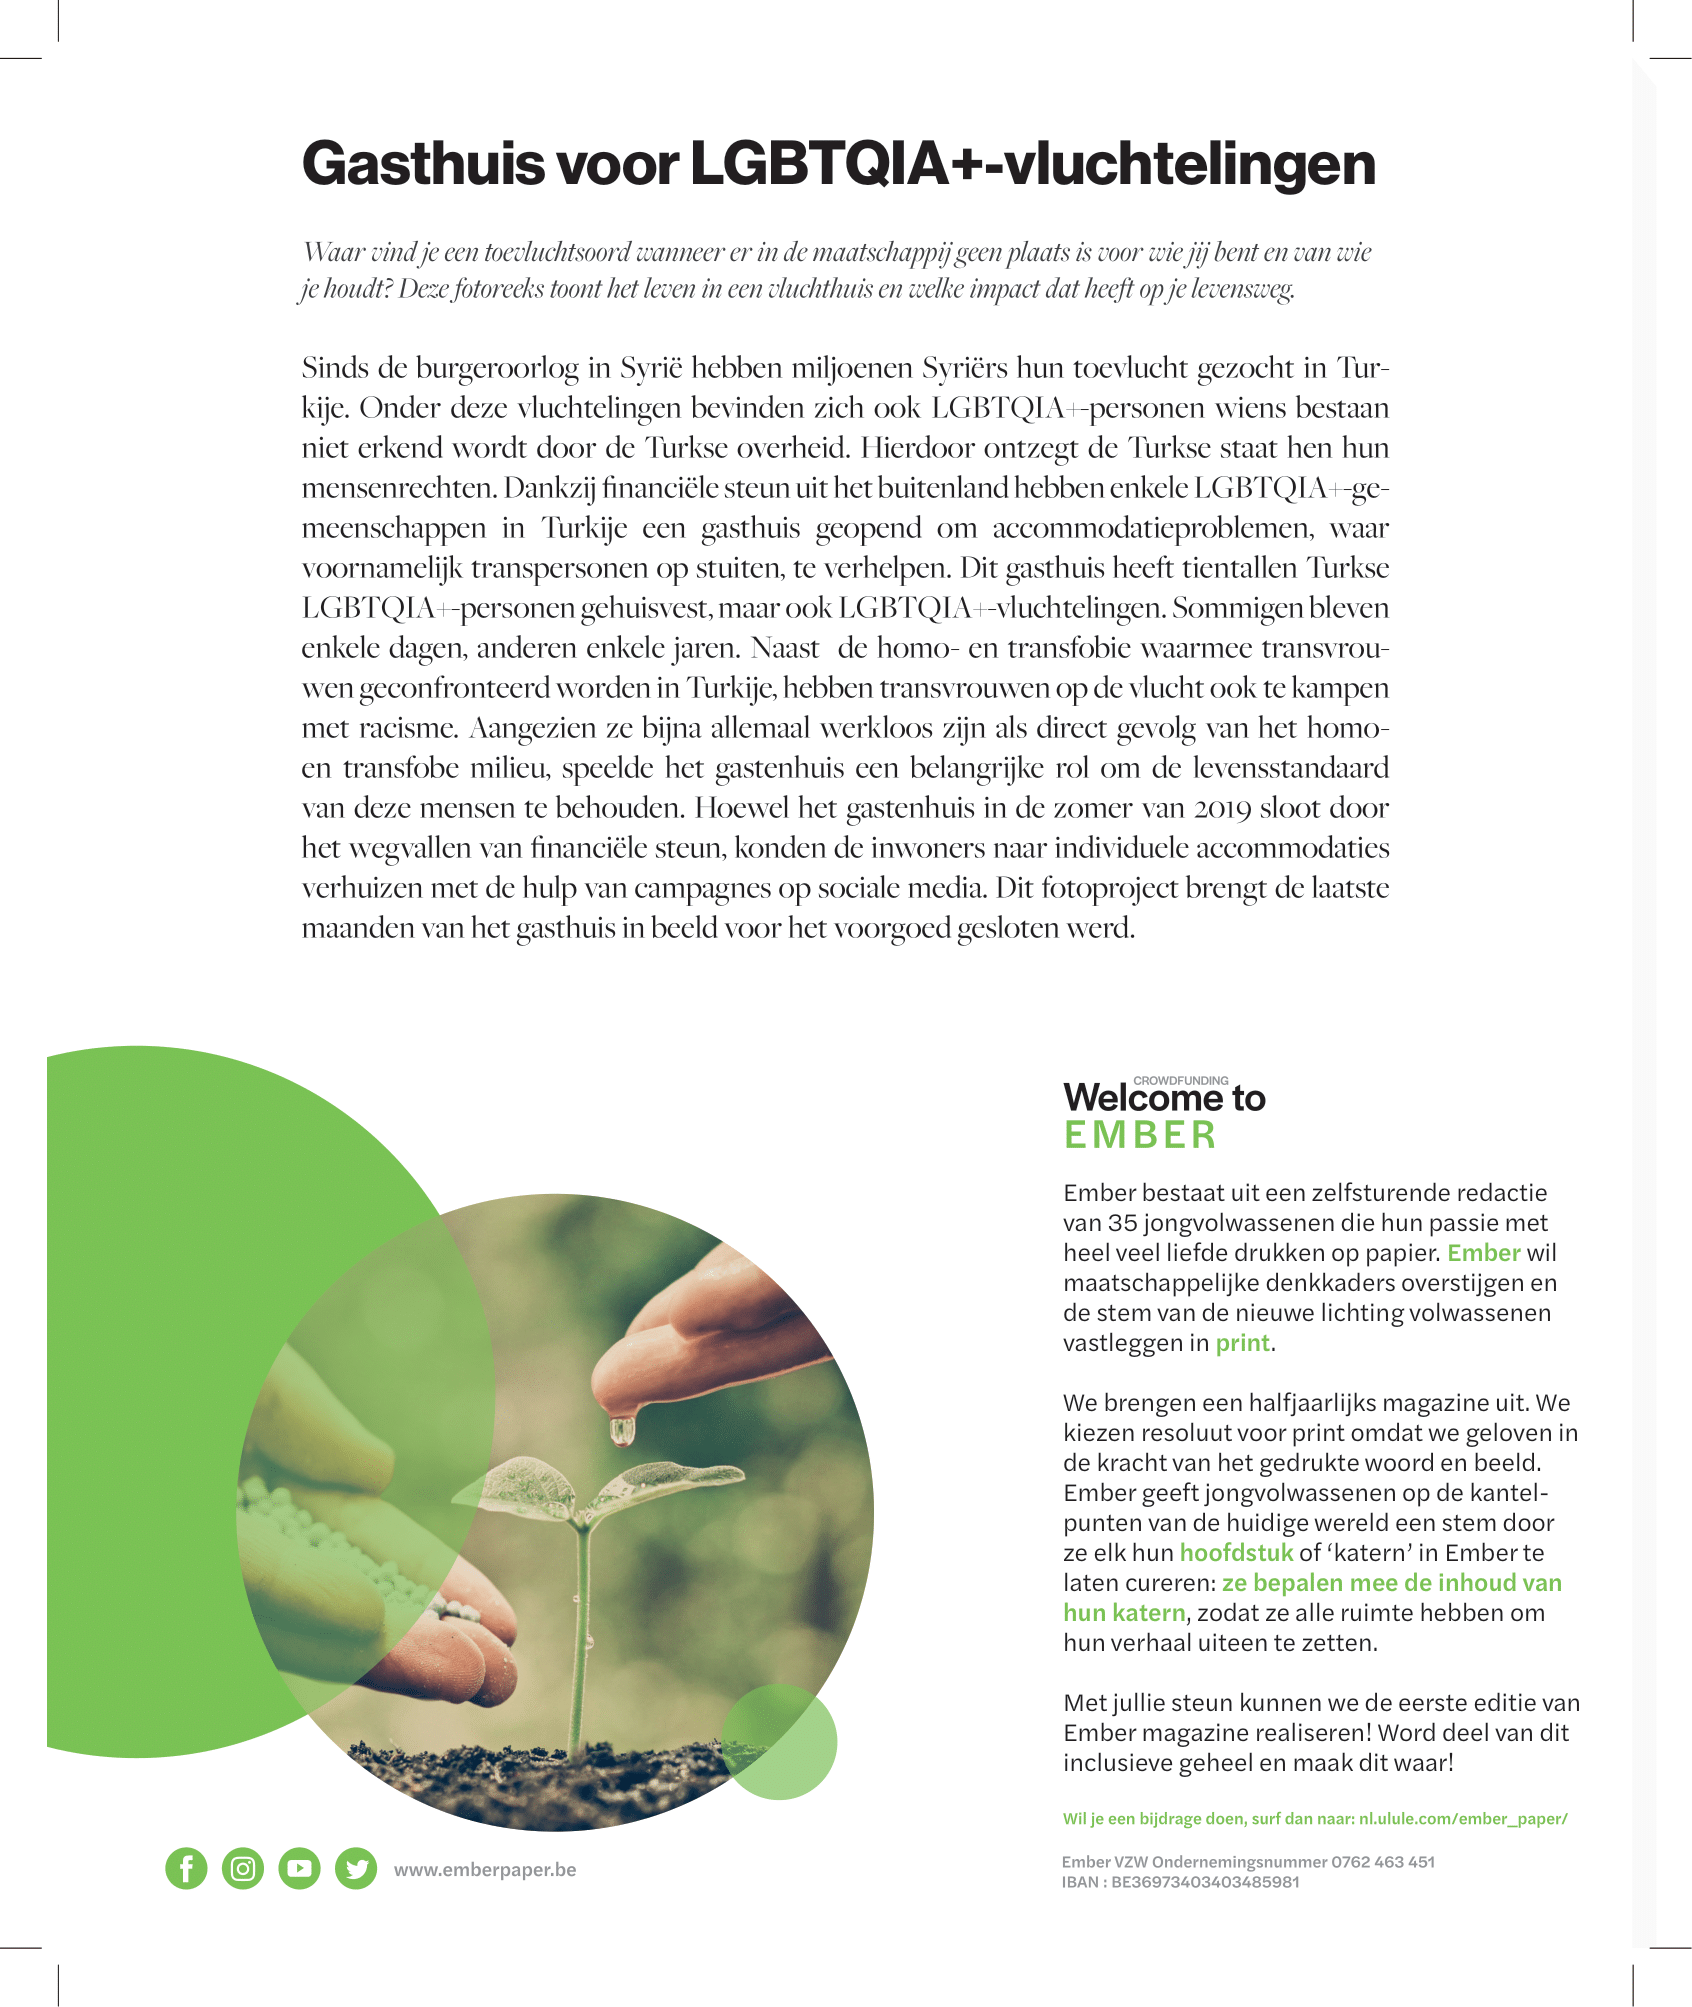 Gasthuis voor LGBTQIA+-vluchtelingen
Waar vind je een toevluchtsoord wanneer er in de maatschappij geen plaats is voor wie jij bent en van wie
je houdt? Deze fotoreeks toont het leven in een vluchthuis en welke impact dat heeft op je levensweg.
Sinds de burgeroorlog in Syrië hebben miljoenen Syriërs hun toevlucht gezocht in Tur-
kije. Onder deze vluchtelingen bevinden zich ook LGBTQIA+-personen wiens bestaan
niet erkend wordt door de Turkse overheid. Hierdoor ontzegt de Turkse staat hen hun
mensenrechten. Dankzij financiële steun uit het buitenland hebben enkele LGBTQIA+-ge-
meenschappen in Turkije een gasthuis geopend om accommodatieproblemen, waar
voornamelijk transpersonen op stuiten, te verhelpen. Dit gasthuis heeft tientallen Turkse
LGBTQIA+-personen gehuisvest, maar ook LGBTQIA+-vluchtelingen. Sommigen bleven
enkele dagen, anderen enkele jaren. Naast  de homo- en transfobie waarmee transvrou-
wen geconfronteerd worden in Turkije, hebben transvrouwen op de vlucht ook te kampen
met racisme. Aangezien ze bijna allemaal werkloos zijn als direct gevolg van het homo-
en transfobe milieu, speelde het gastenhuis een belangrijke rol om de levensstandaard
van deze mensen te behouden. Hoewel het gastenhuis in de zomer van 2019 sloot door
het wegvallen van financiële steun, konden de inwoners naar individuele accommodaties
verhuizen met de hulp van campagnes op sociale media. Dit fotoproject brengt de laatste
maanden van het gasthuis in beeld voor het voorgoed gesloten werd.
CROWDFUNDING
Welcome to
EMBER
Ember bestaat uit een zelfsturende redactie
van 35 jongvolwassenen die hun passie met
heel veel liefde drukken op papier. Ember wil
maatschappelijke denkkaders overstijgen en
de stem van de nieuwe lichting volwassenen
vastleggen in print.
We brengen een halfjaarlijks magazine uit. We
kiezen resoluut voor print omdat we geloven in
de kracht van het gedrukte woord en beeld.
Ember geeft jongvolwassenen op de kantel-
punten van de huidige wereld een stem door
ze elk hun hoofdstuk of ‘katern’ in Ember te
laten cureren: ze bepalen mee de inhoud van
hun katern, zodat ze alle ruimte hebben om
hun verhaal uiteen te zetten.
Met jullie steun kunnen we de eerste editie van
Ember magazine realiseren! Word deel van dit
inclusieve geheel en maak dit waar!
Wil je een bijdrage doen, surf dan naar: nl.ulule.com/ember_paper/
Ember VZW Ondernemingsnummer 0762 463 451
IBAN : BE36973403403485981
www.emberpaper.be